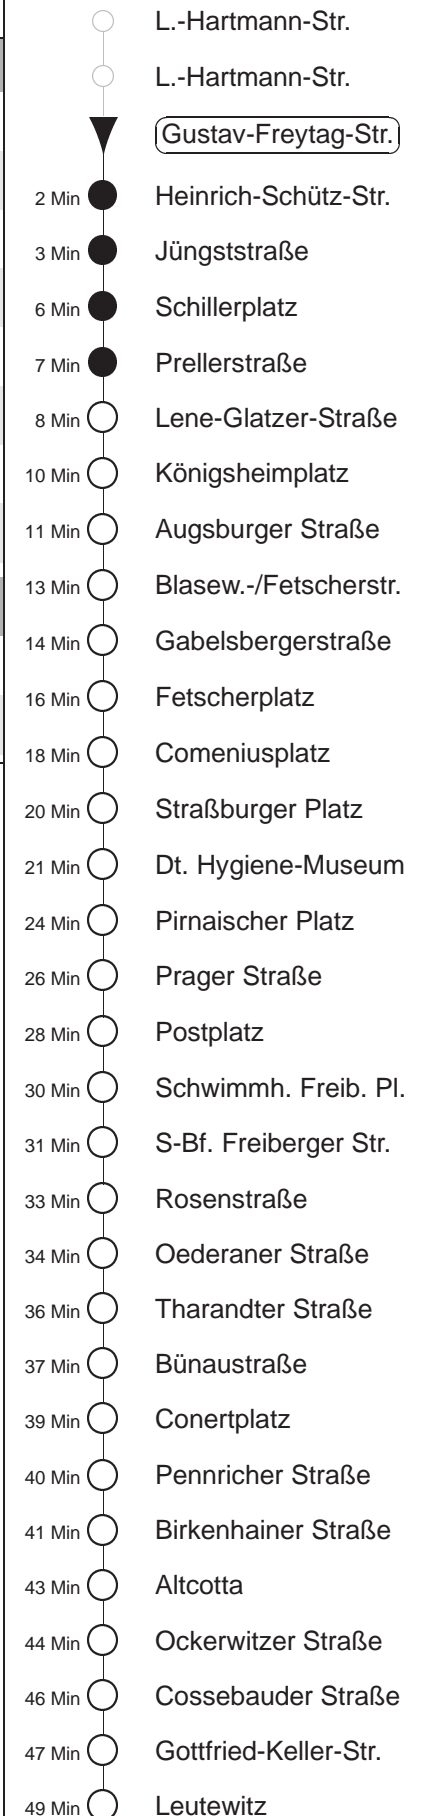 L.-Hartmann-Str.
L.-Hartmann-Str.
Gustav-Freytag-Str.
2 Min Heinrich-Schütz-Str.
3 Min Jüngststraße
6 Min Schillerplatz
7 Min Prellerstraße
8 Min Lene-Glatzer-Straße
10 Min Königsheimplatz
11 Min Augsburger Straße
13 Min Blasew.-/Fetscherstr.
14 Min Gabelsbergerstraße
16 Min Fetscherplatz
18 Min Comeniusplatz
20 Min Straßburger Platz
21 Min Dt. Hygiene-Museum
24 Min Pirnaischer Platz
26 Min Prager Straße
28 Min Postplatz
30 Min Schwimmh. Freib. Pl.
31 Min S-Bf. Freiberger Str.
33 Min Rosenstraße
34 Min Oederaner Straße
36 Min Tharandter Straße
37 Min Bünaustraße
39 Min Conertplatz
40 Min Pennricher Straße
41 Min Birkenhainer Straße
43 Min Altcotta
44 Min Ockerwitzer Straße
46 Min Cossebauder Straße
47 Min Gottfried-Keller-Str.
49 Min Leutewitz